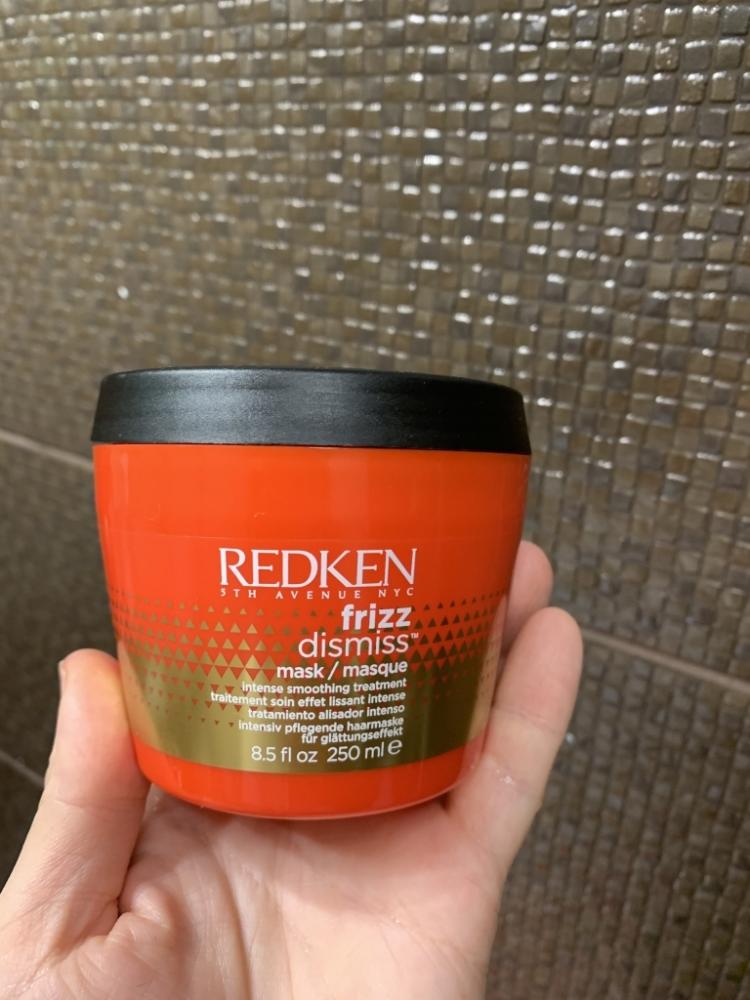 REDKEN
5TH AVENUE NYC
frizz
dismiss™
mask / masque
intense smoothing treatment
traitement soin effet lissant intense
tratamiento alisador intenso
intensiv pflegende haarmaske
für glättungseffekt
8.5 fl oz 250 ml ℮